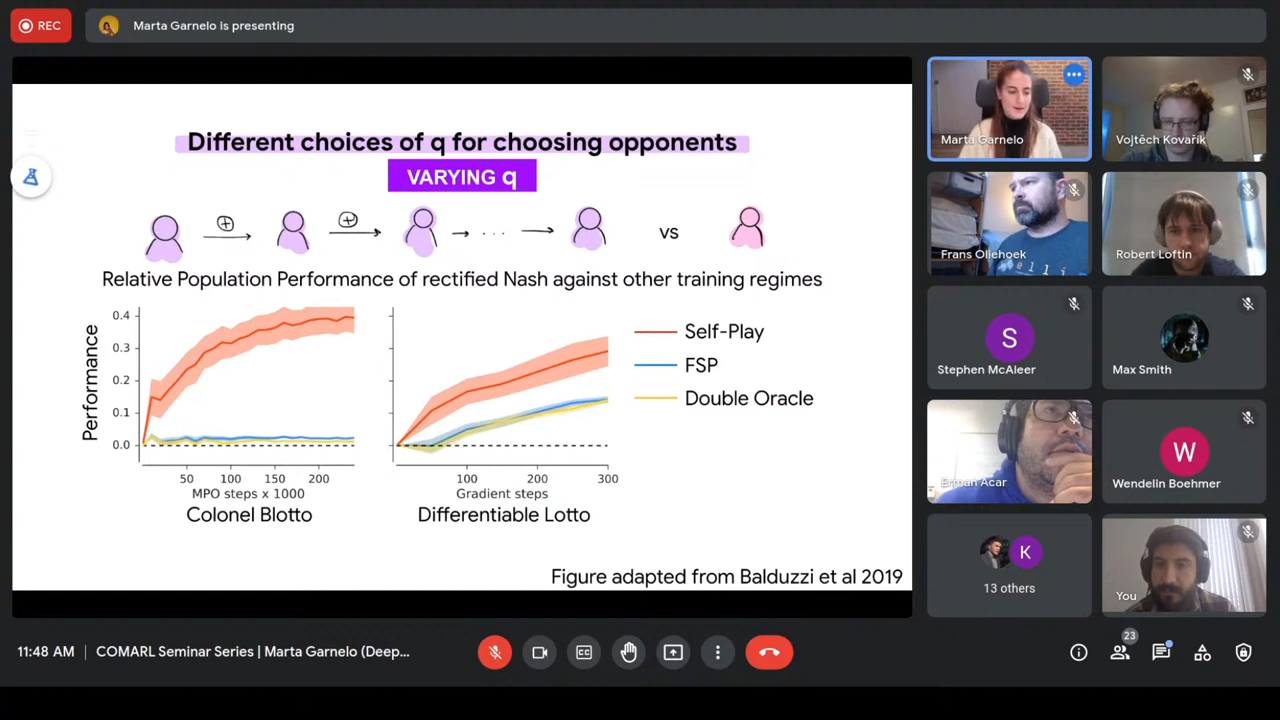 REC
Marta Garnelo is presenting
Different choices of q for choosing opponents
VARYING q
vs
Relative Population Performance of rectified Nash against other training regimes
Performance
0.4
0.3
0.2
0.1
0.0
50 100 150 200
MPO steps x 1000
Colonel Blotto
100 200 300
Gradient steps
Differentiable Lotto
Self-Play
FSP
Double Oracle
Figure adapted from Balduzzi et al 2019
Marta Garnelo
Vojtěch Kovařík
Frans Oliehoek
Robert Loftin
S
Stephen McAleer
Max Smith
Erman Acar
W
Wendelin Boehmer
K
13 others
You
11:48 AM | COMARL Seminar Series | Marta Garnelo (Deep...
CC
23